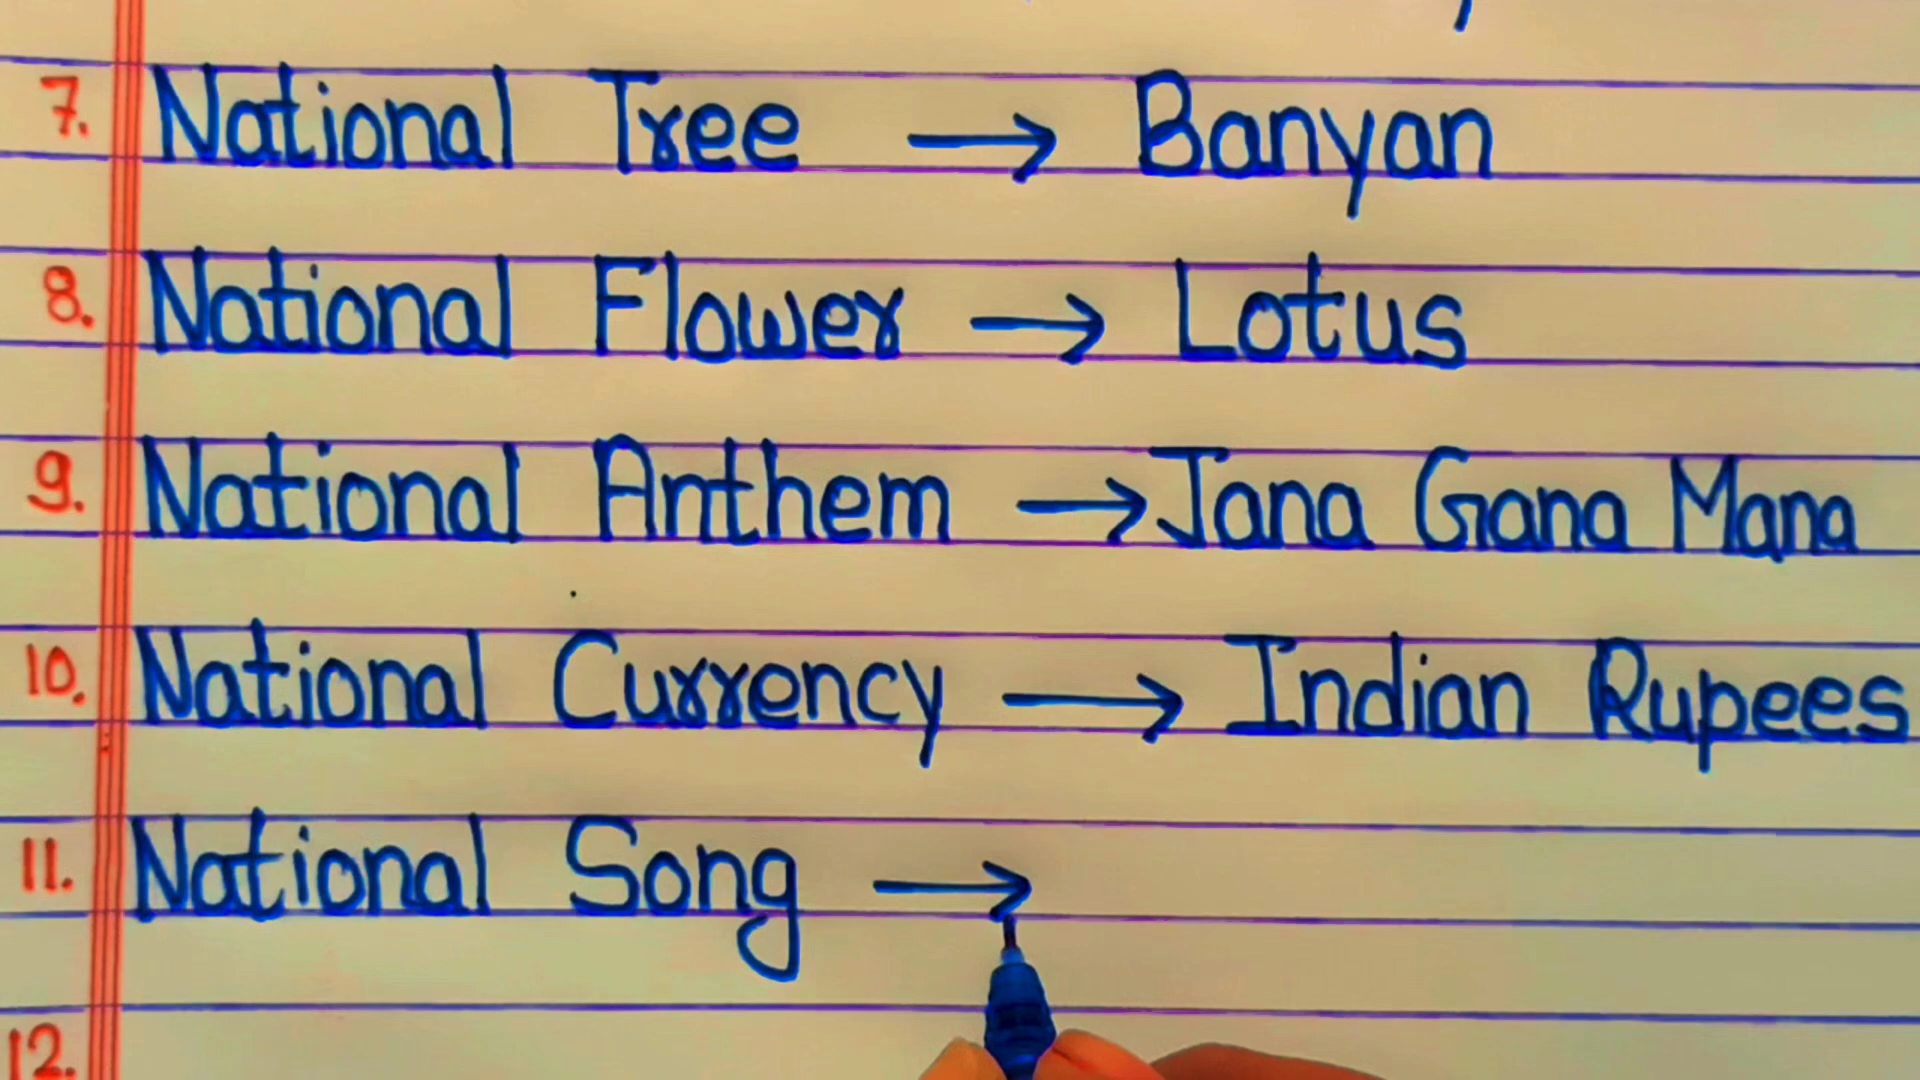 7. National Tree → Banyan
8. National Flower → Lotus
9. National Anthem → Jana Gana Mana
10. National Currency → Indian Rupees
11. National Song →
12.